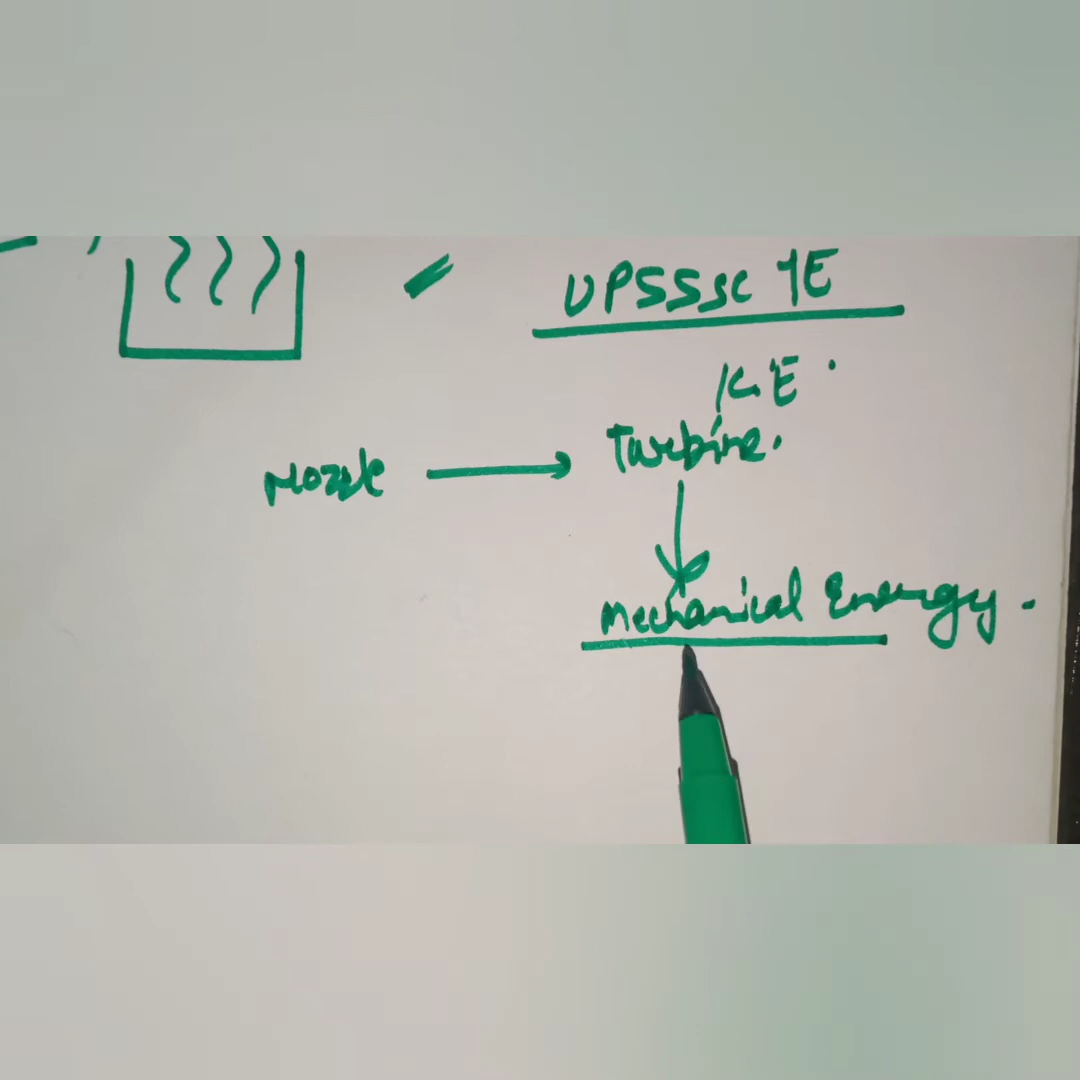 UPSSSC JE
K.E.
Nozzle → Turbine.
Mechanical Energy.